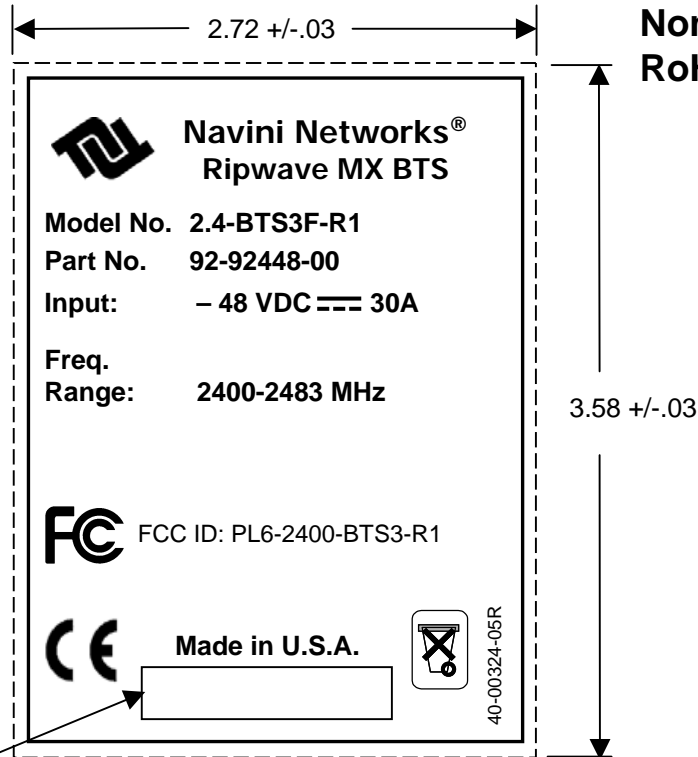 2.72 +/-.03
Navini Networks®
Ripwave MX BTS
Model No. 2.4-BTS3F-R1
Part No. 92-92448-00
Input: – 48 VDC 30A
Freq.
Range: 2400-2483 MHz
3.58 +/-.03
FC FCC ID: PL6-2400-BTS3-R1
CE Made in U.S.A.
40-00324-05R